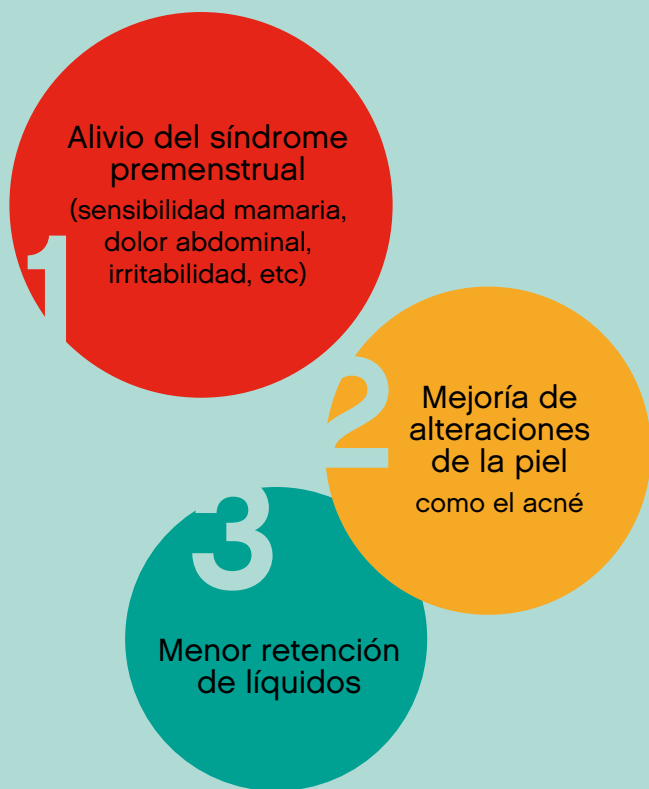 1
Alivio del síndrome
premenstrual
(sensibilidad mamaria,
dolor abdominal,
irritabilidad, etc)
2
Mejoría de
alteraciones
de la piel
como el acné
3
Menor retención
de líquidos